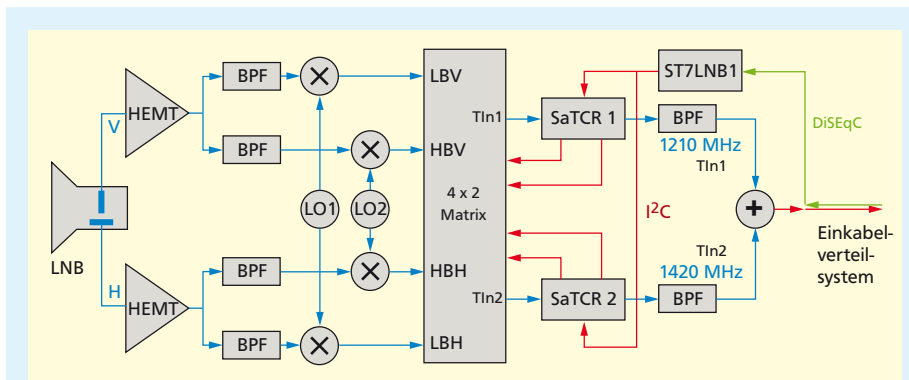 HEMT
V
BPF
BPF
LBV
HBV
TIn1
SaTCR 1
ST7LNB1
BPF
1210 MHz
TIn1
DiSEqC
LNB
LO1
LO2
4 x 2
Matrix
I²C
+
Einkabel-
verteil-
system
H
HEMT
BPF
BPF
HBH
LBH
TIn2
SaTCR 2
TIn2
1420 MHz
BPF